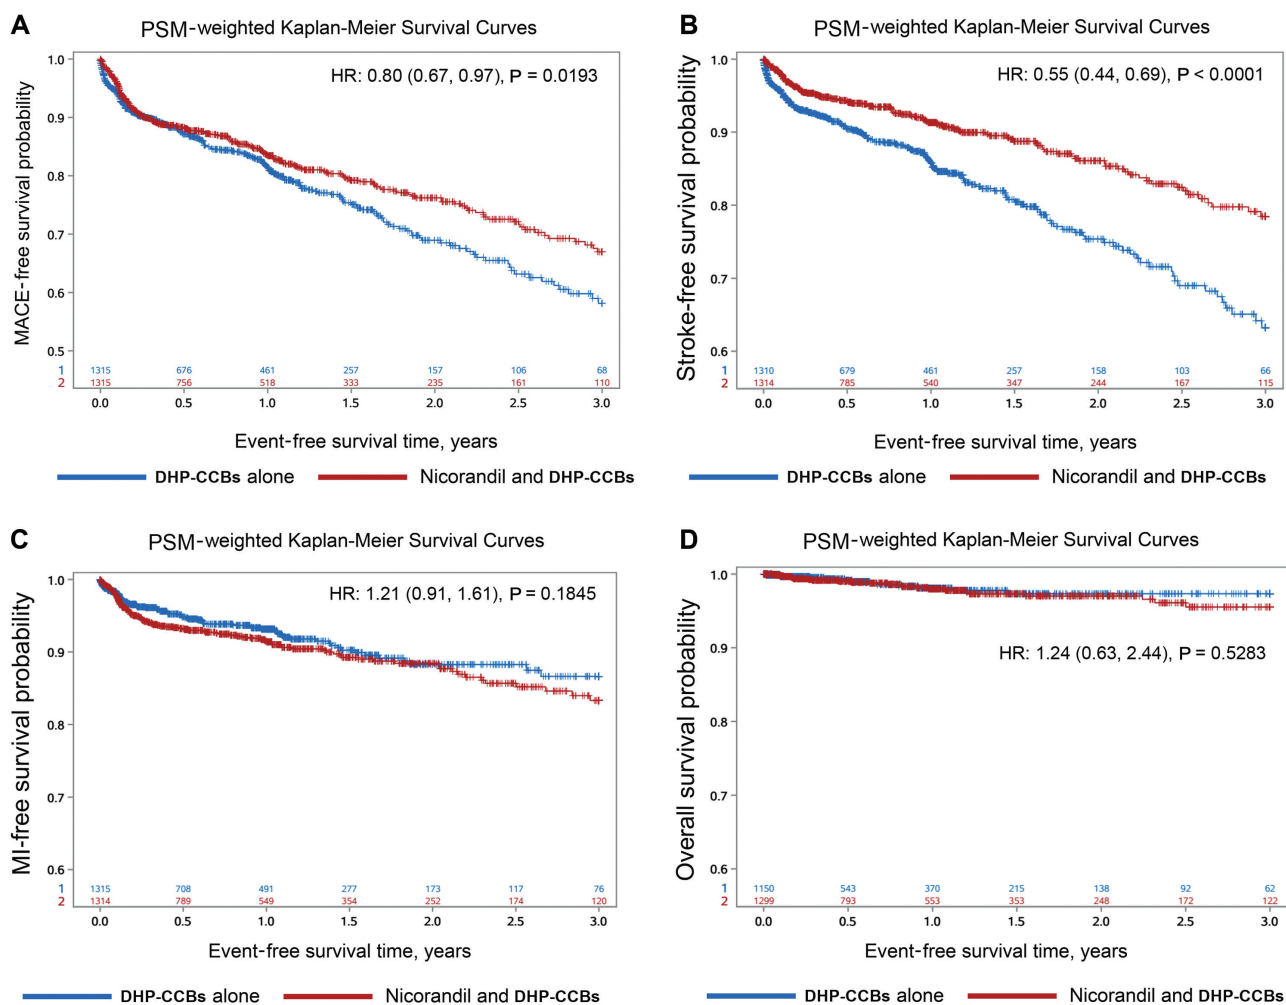 A
PSM-weighted Kaplan-Meier Survival Curves
HR: 0.80 (0.67, 0.97), P = 0.0193
MACE-free survival probability
1.0
0.9
0.8
0.7
0.6
0.5
1 1315 676 461 257 157 106 68
2 1315 756 518 333 235 161 110
0.0 0.5 1.0 1.5 2.0 2.5 3.0
Event-free survival time, years
DHP-CCBs alone Nicorandil and DHP-CCBs
B
PSM-weighted Kaplan-Meier Survival Curves
HR: 0.55 (0.44, 0.69), P < 0.0001
Stroke-free survival probability
1.0
0.9
0.8
0.7
0.6
1 1310 679 461 257 158 103 66
2 1314 785 540 347 244 167 115
0.0 0.5 1.0 1.5 2.0 2.5 3.0
Event-free survival time, years
DHP-CCBs alone Nicorandil and DHP-CCBs
C
PSM-weighted Kaplan-Meier Survival Curves
HR: 1.21 (0.91, 1.61), P = 0.1845
MI-free survival probability
1.0
0.9
0.8
0.7
0.6
1 1315 708 491 277 173 117 76
2 1314 789 549 354 252 174 120
0.0 0.5 1.0 1.5 2.0 2.5 3.0
Event-free survival time, years
DHP-CCBs alone Nicorandil and DHP-CCBs
D
PSM-weighted Kaplan-Meier Survival Curves
HR: 1.24 (0.63, 2.44), P = 0.5283
Overall survival probability
1.0
0.9
0.8
0.7
0.6
1 1150 543 370 215 138 92 62
2 1299 793 553 353 248 172 122
0.0 0.5 1.0 1.5 2.0 2.5 3.0
Event-free survival time, years
DHP-CCBs alone Nicorandil and DHP-CCBs